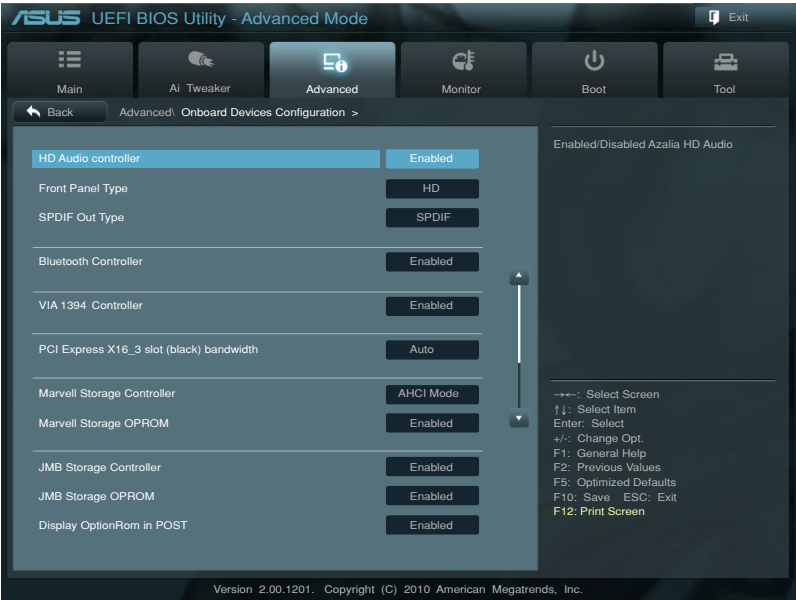 ASUS UEFI BIOS Utility - Advanced Mode
Exit
Main
Ai Tweaker
Advanced
Monitor
Boot
Tool
Back
Advanced\ Onboard Devices Configuration >
HD Audio controller Enabled
Front Panel Type HD
SPDIF Out Type SPDIF
Bluetooth Controller Enabled
VIA 1394 Controller Enabled
PCI Express X16_3 slot (black) bandwidth Auto
Marvell Storage Controller AHCI Mode
Marvell Storage OPROM Enabled
JMB Storage Controller Enabled
JMB Storage OPROM Enabled
Display OptionRom in POST Enabled
Enabled/Disabled Azalia HD Audio
→←: Select Screen
↑↓: Select Item
Enter: Select
+/-: Change Opt.
F1: General Help
F2: Previous Values
F5: Optimized Defaults
F10: Save ESC: Exit
F12: Print Screen
Version 2.00.1201. Copyright (C) 2010 American Megatrends, Inc.